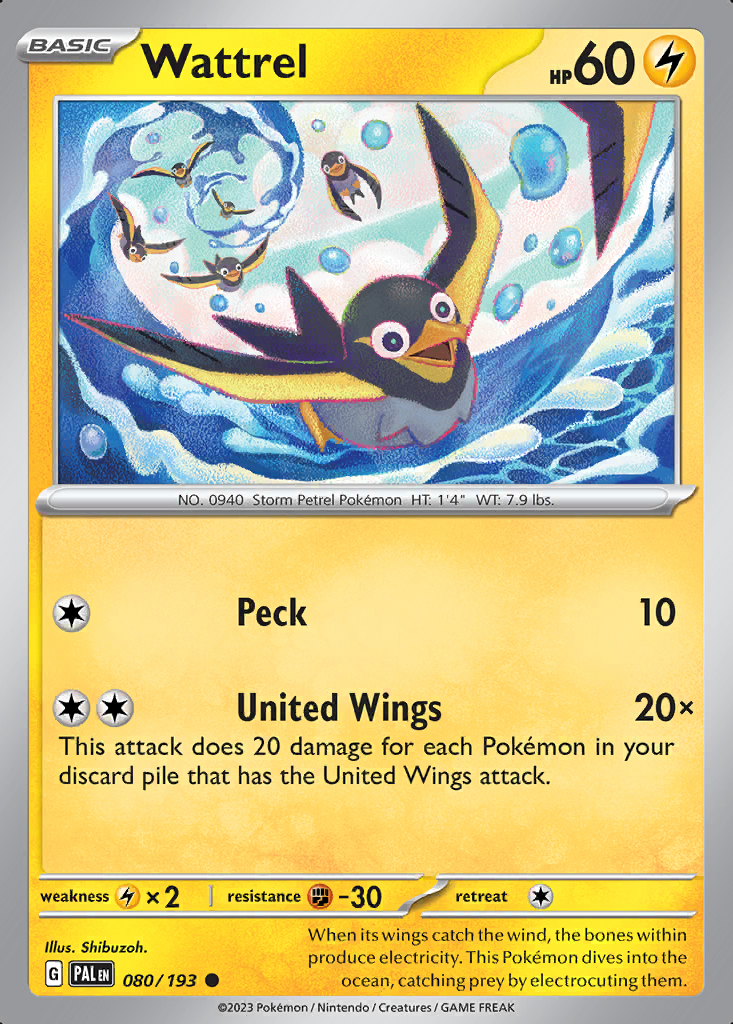 BASIC Wattrel HP60
NO. 0940 Storm Petrel Pokémon HT: 1'4" WT: 7.9 lbs.
Peck 10
United Wings 20×
This attack does 20 damage for each Pokémon in your
discard pile that has the United Wings attack.
weakness ×2 resistance -30 retreat
Illus. Shibuzoh.
When its wings catch the wind, the bones within
produce electricity. This Pokémon dives into the
ocean, catching prey by electrocuting them.
G PAL EN 080/193
©2023 Pokémon / Nintendo / Creatures / GAME FREAK